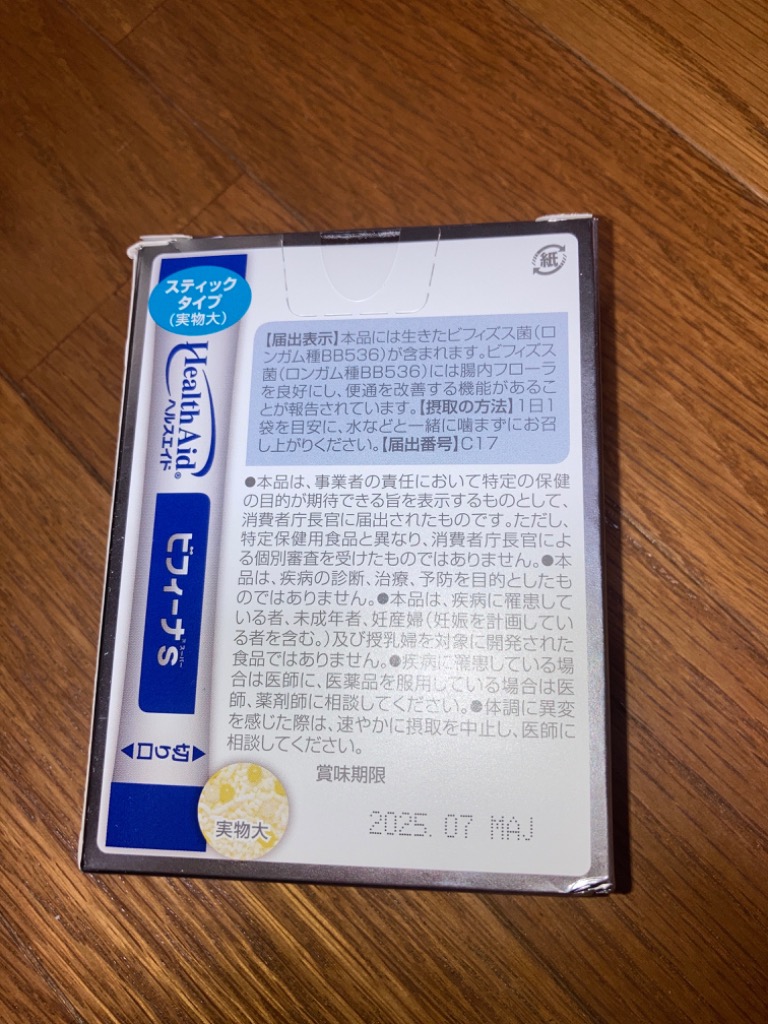 紙
スティック
タイプ
(実物大)
Health Aid®
ヘルスエイド
ビフィーナS
スーパー
切り口
実物大
【届出表示】本品には生きたビフィズス菌(ロ
ンガム種BB536)が含まれます。ビフィズス
菌(ロンガム種BB536)には腸内フローラ
を良好にし、便通を改善する機能があるこ
とが報告されています。【摂取の方法】1日1
袋を目安に、水などと一緒に噛まずにお召
し上がりください。【届出番号】C17
●本品は、事業者の責任において特定の保健
の目的が期待できる旨を表示するものとして、
消費者庁長官に届出されたものです。ただし、
特定保健用食品と異なり、消費者庁長官によ
る個別審査を受けたものではありません。●本
品は、疾病の診断、治療、予防を目的としたも
のではありません。●本品は、疾病に罹患して
いる者、未成年者、妊産婦(妊娠を計画してい
る者を含む。)及び授乳婦を対象に開発された
食品ではありません。●疾病に罹患している場
合は医師に、医薬品を服用している場合は医
師、薬剤師に相談してください。●体調に異変
を感じた際は、速やかに摂取を中止し、医師に
相談してください。
賞味期限
2025.07 MAJ